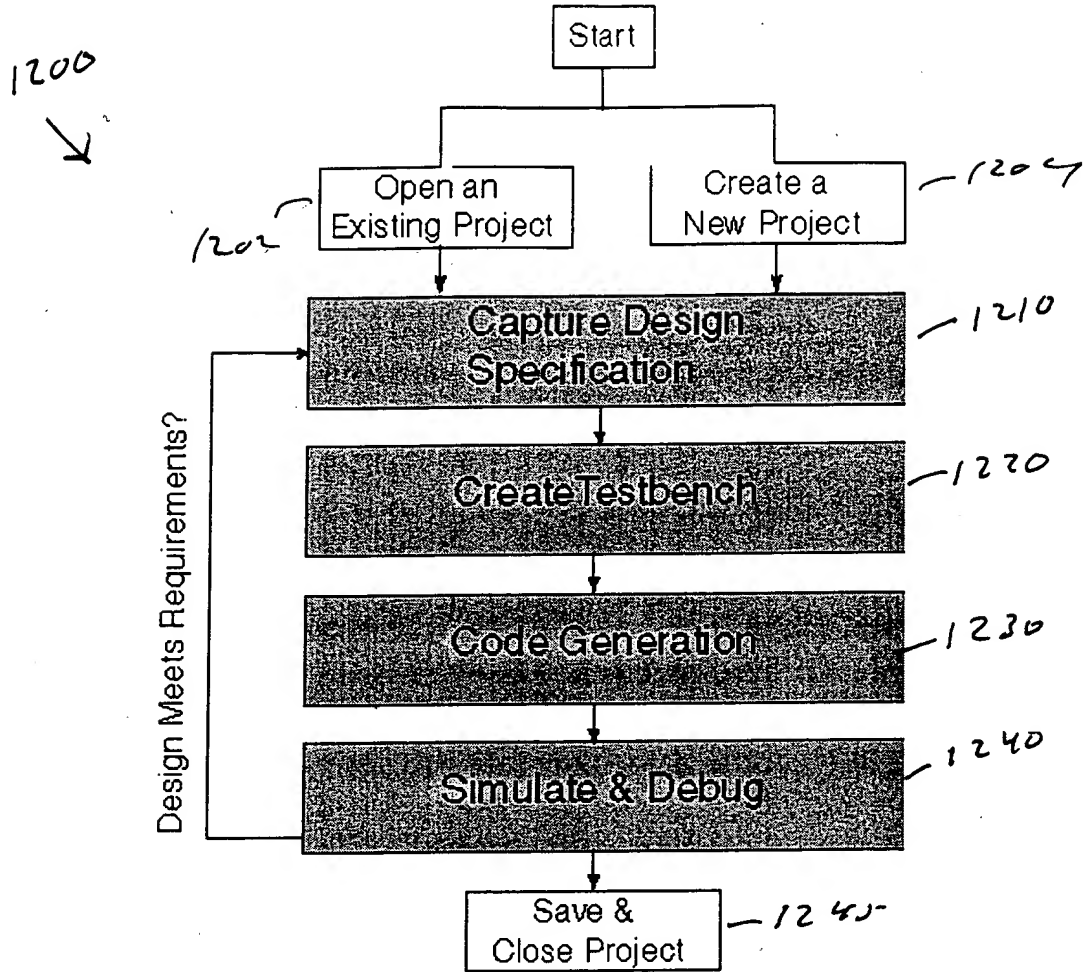 Start
1200
Open an
Existing Project
Create a
New Project
1204
1202
Capture Design
Specification
1210
Design Meets Requirements?
CreateTestbench
1220
Code Generation
1230
Simulate & Debug
1240
Save &
Close Project
1245